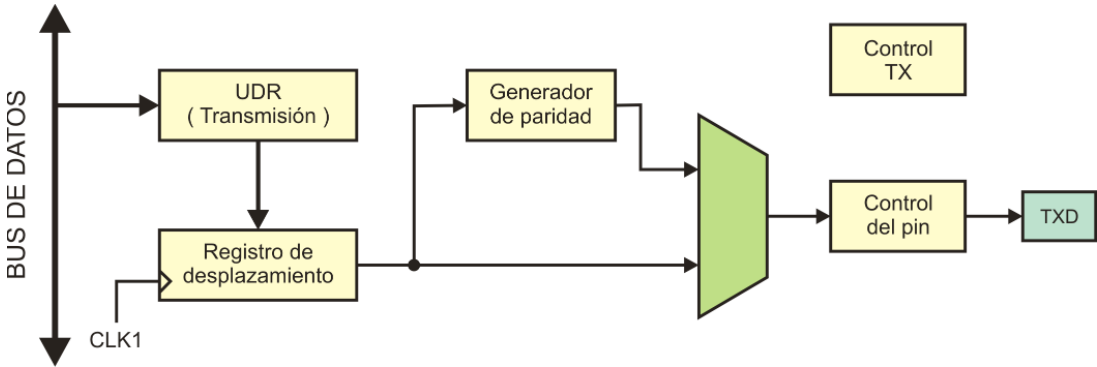 BUS DE DATOS
UDR
( Transmisión )
Registro de
desplazamiento
CLK1
Generador
de paridad
Control
TX
Control
del pin
TXD